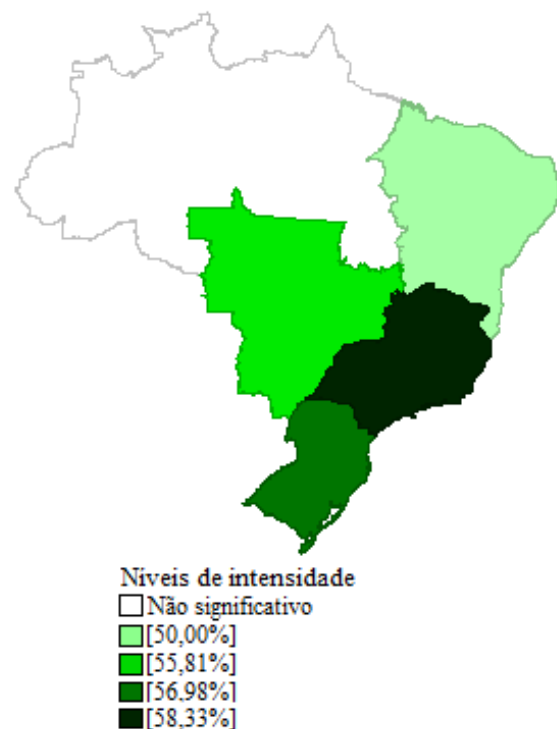 Níveis de intensidade
Não significativo
[50,00%]
[55,81%]
[56,98%]
[58,33%]